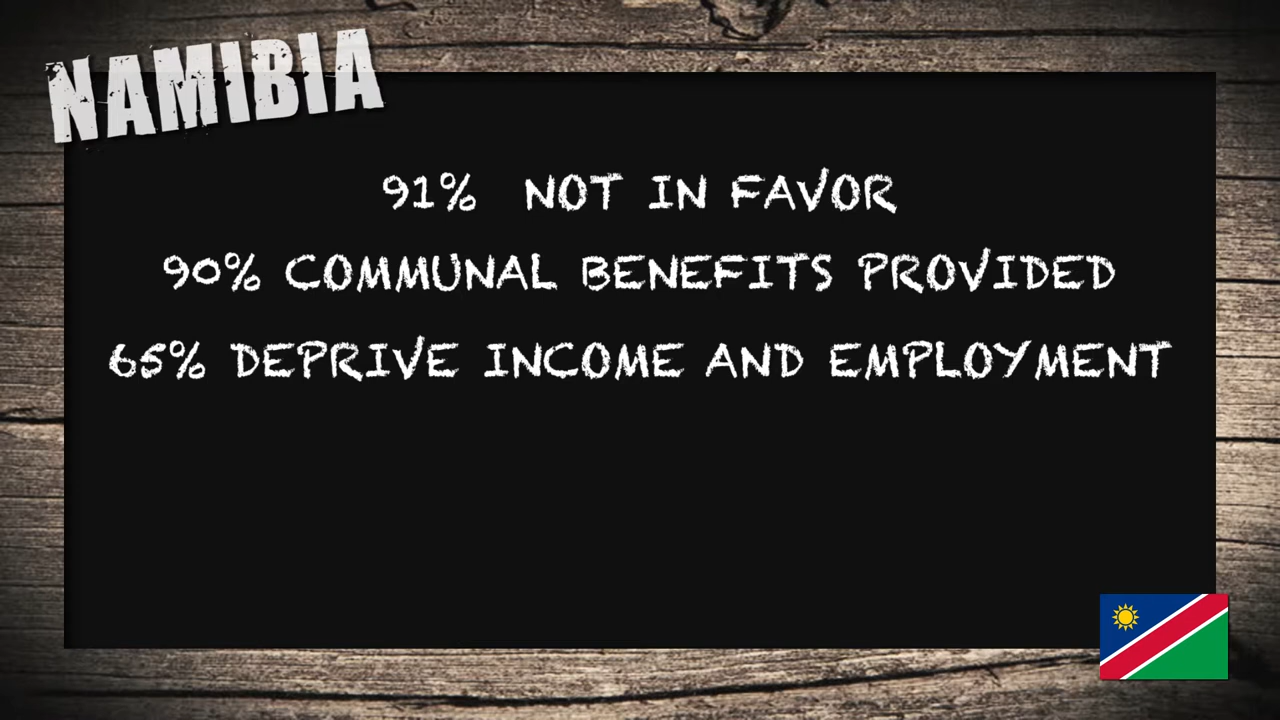 NAMIBIA
91% NOT IN FAVOR
90% COMMUNAL BENEFITS PROVIDED
65% DEPRIVE INCOME AND EMPLOYMENT